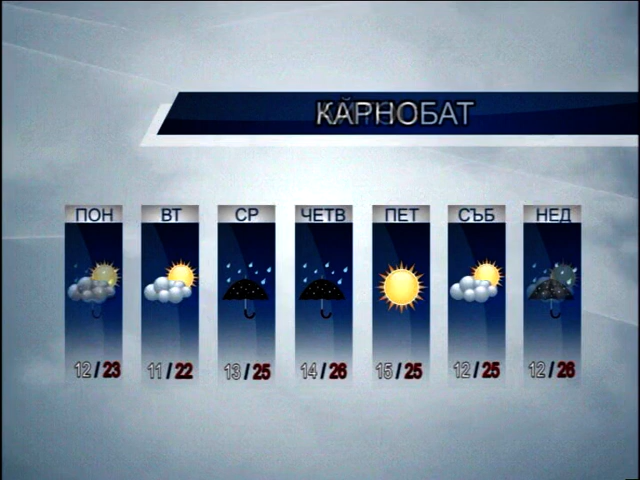 КАРНОБАТ
ПОН ВТ СР ЧЕТВ ПЕТ СЪБ НЕД
12 / 23 11 / 22 13 / 25 14 / 26 15 / 25 12 / 25 12 / 26